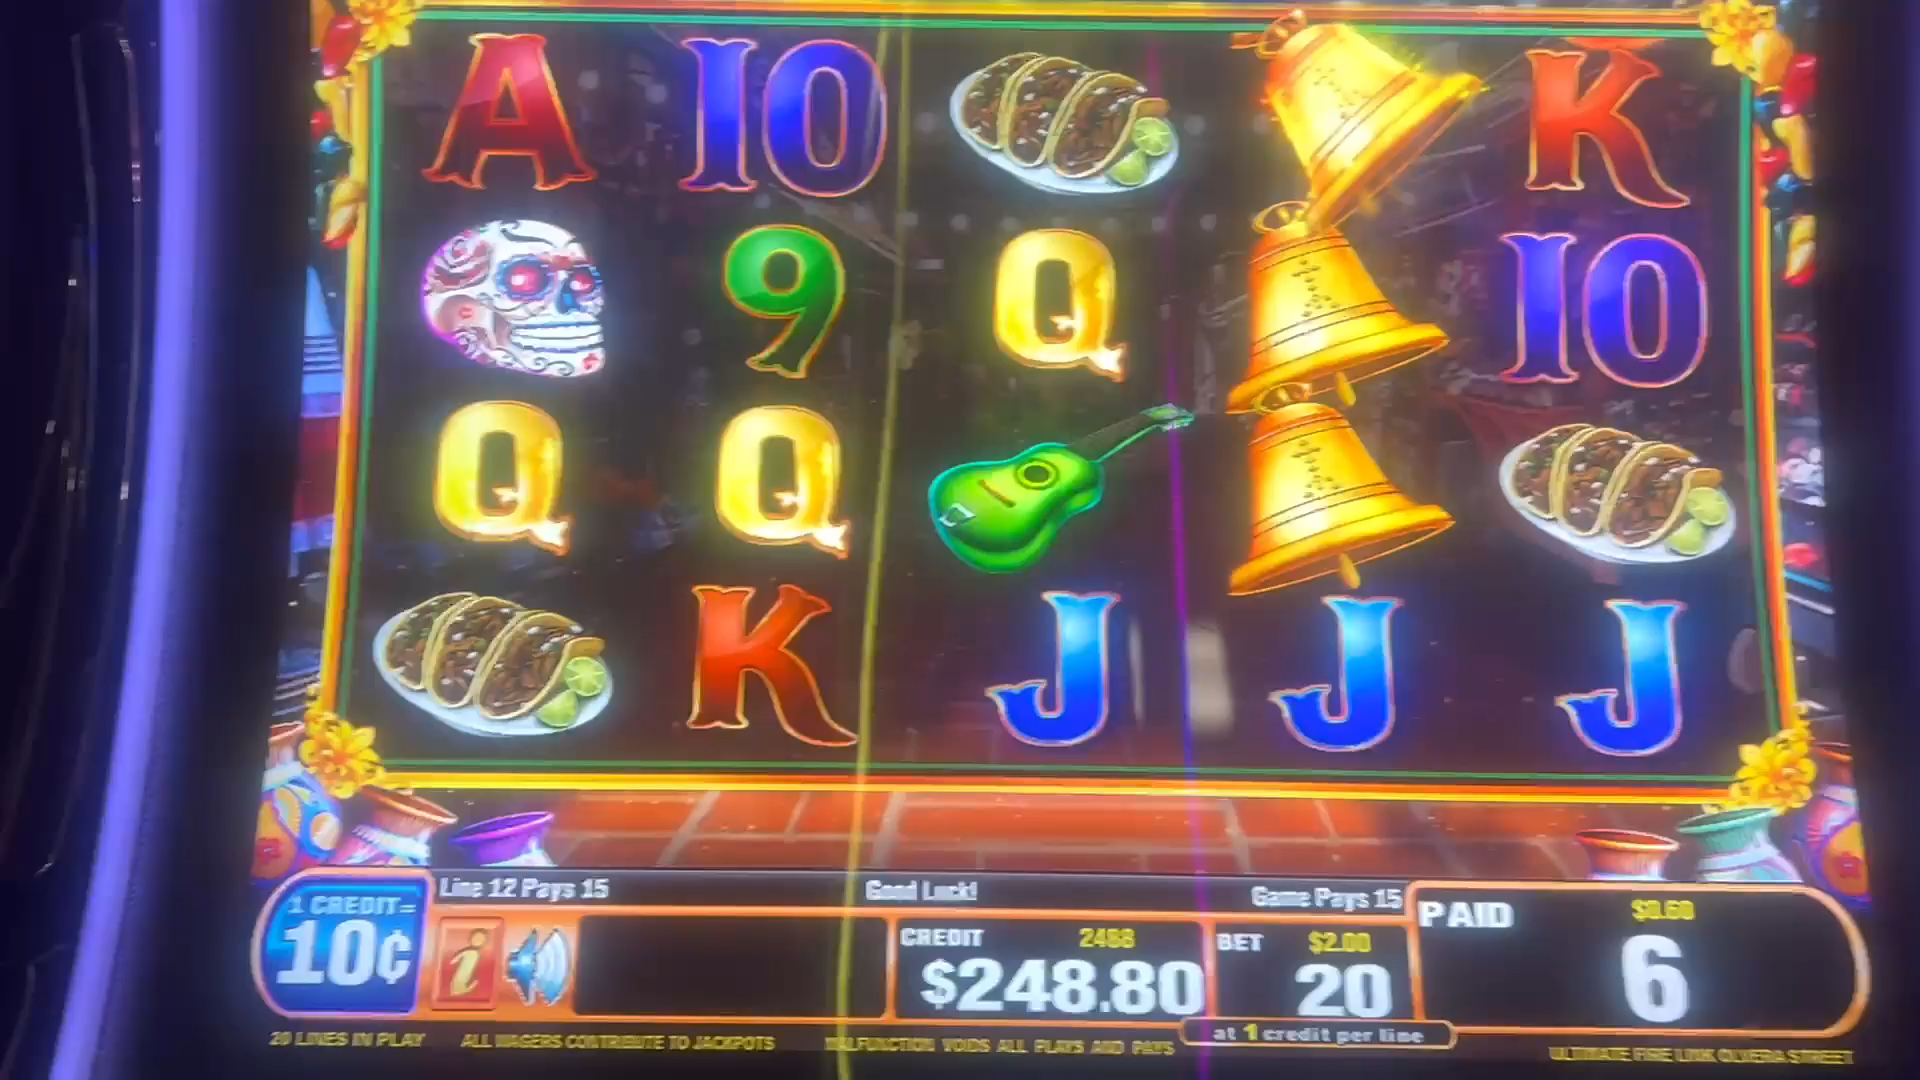 A 10 K
9 Q 10
Q Q
K J J J
Line 12 Pays 15 Good Luck! Game Pays 15
1 CREDIT=
10¢
i
CREDIT 2488
$248.80
BET $2.00
20
at 1 credit per line
PAID $0.60
6
20 LINES IN PLAY ALL WAGERS CONTRIBUTE TO JACKPOTS MALFUNCTION VOIDS ALL PLAYS AND PAYS ULTIMATE FIRE LINK OLVERA STREET